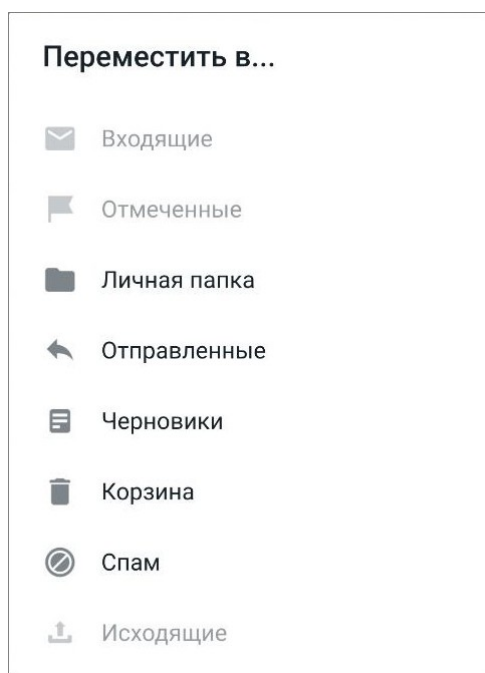 Переместить в...
Входящие
Отмеченные
Личная папка
Отправленные
Черновики
Корзина
Спам
Исходящие